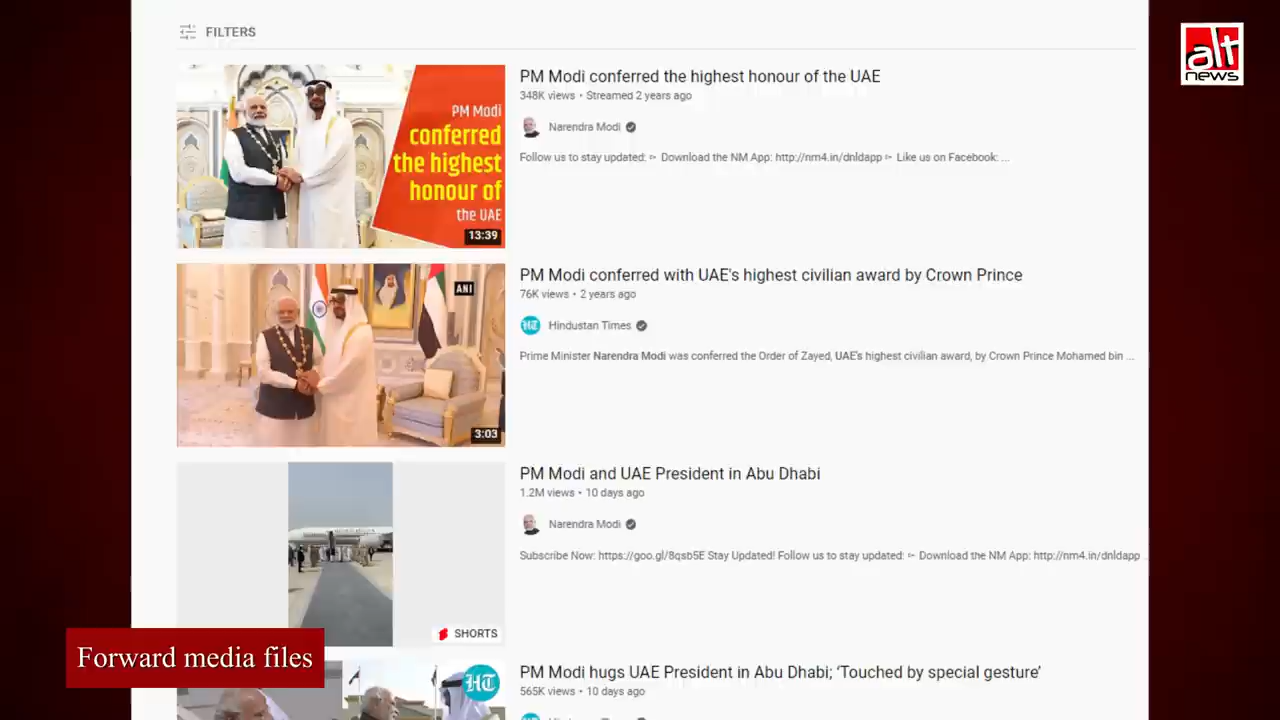 FILTERS
alt
news
PM Modi
conferred
the highest
honour of
the UAE
13:39
PM Modi conferred the highest honour of the UAE
348K views • Streamed 2 years ago
Narendra Modi
Follow us to stay updated: ⊳ Download the NM App: http://nm4.in/dnldapp ⊳ Like us on Facebook: ...
ANI
3:03
PM Modi conferred with UAE's highest civilian award by Crown Prince
76K views • 2 years ago
HT
Hindustan Times
Prime Minister Narendra Modi was conferred the Order of Zayed, UAE's highest civilian award, by Crown Prince Mohamed bin ...
SHORTS
PM Modi and UAE President in Abu Dhabi
1.2M views • 10 days ago
Narendra Modi
Subscribe Now: https://goo.gl/8qsb5E Stay Updated! Follow us to stay updated: ⊳ Download the NM App: http://nm4.in/dnldapp
Forward media files
HT
PM Modi hugs UAE President in Abu Dhabi; ‘Touched by special gesture’
565K views • 10 days ago